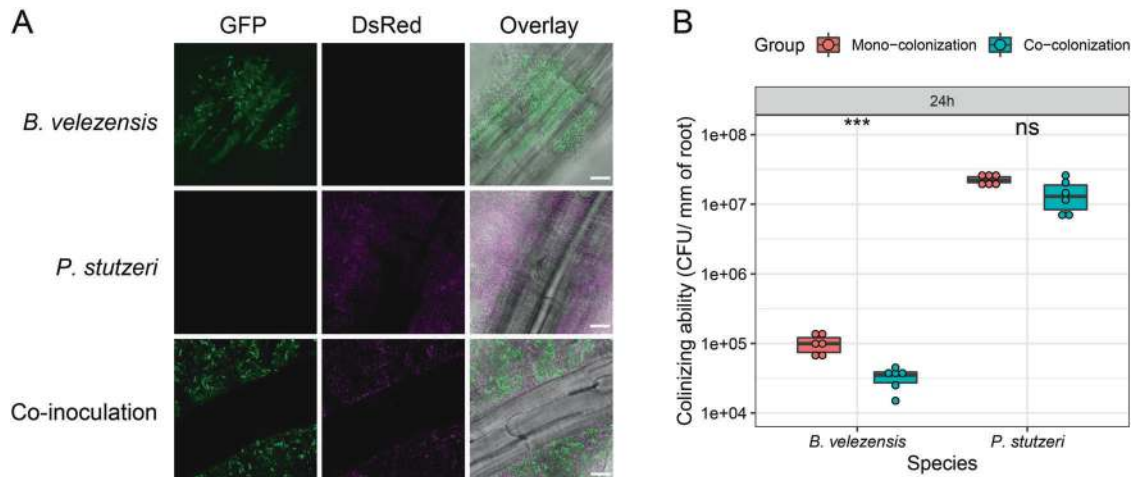 A
GFP DsRed Overlay
B. velezensis
P. stutzeri
Co-inoculation
B
Group Mono-colonization Co-colonization
24h
*** ns
Colinizing ability (CFU/ mm of root)
1e+08
1e+07
1e+06
1e+05
1e+04
B. velezensis P. stutzeri
Species